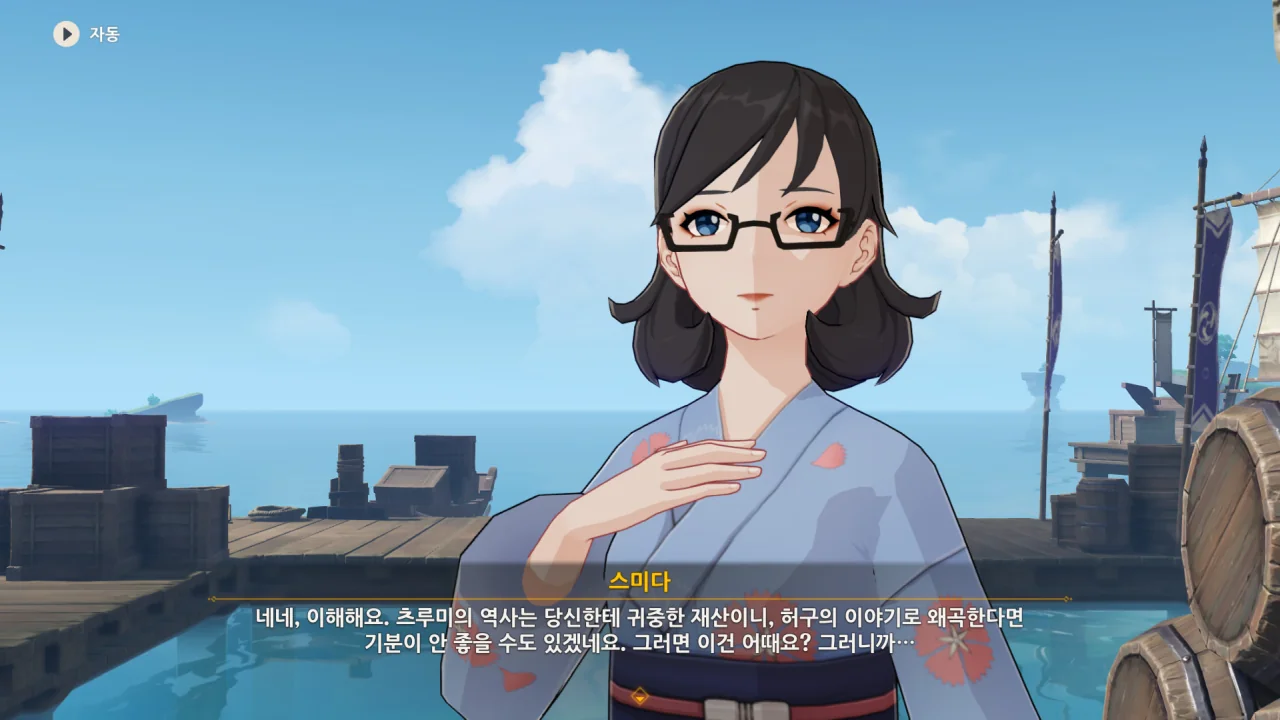 자동
스미다
네네, 이해해요. 츠루미의 역사는 당신한테 귀중한 재산이니, 허구의 이야기로 왜곡한다면
기분이 안 좋을 수도 있겠네요. 그러면 이건 어때요? 그러니까…